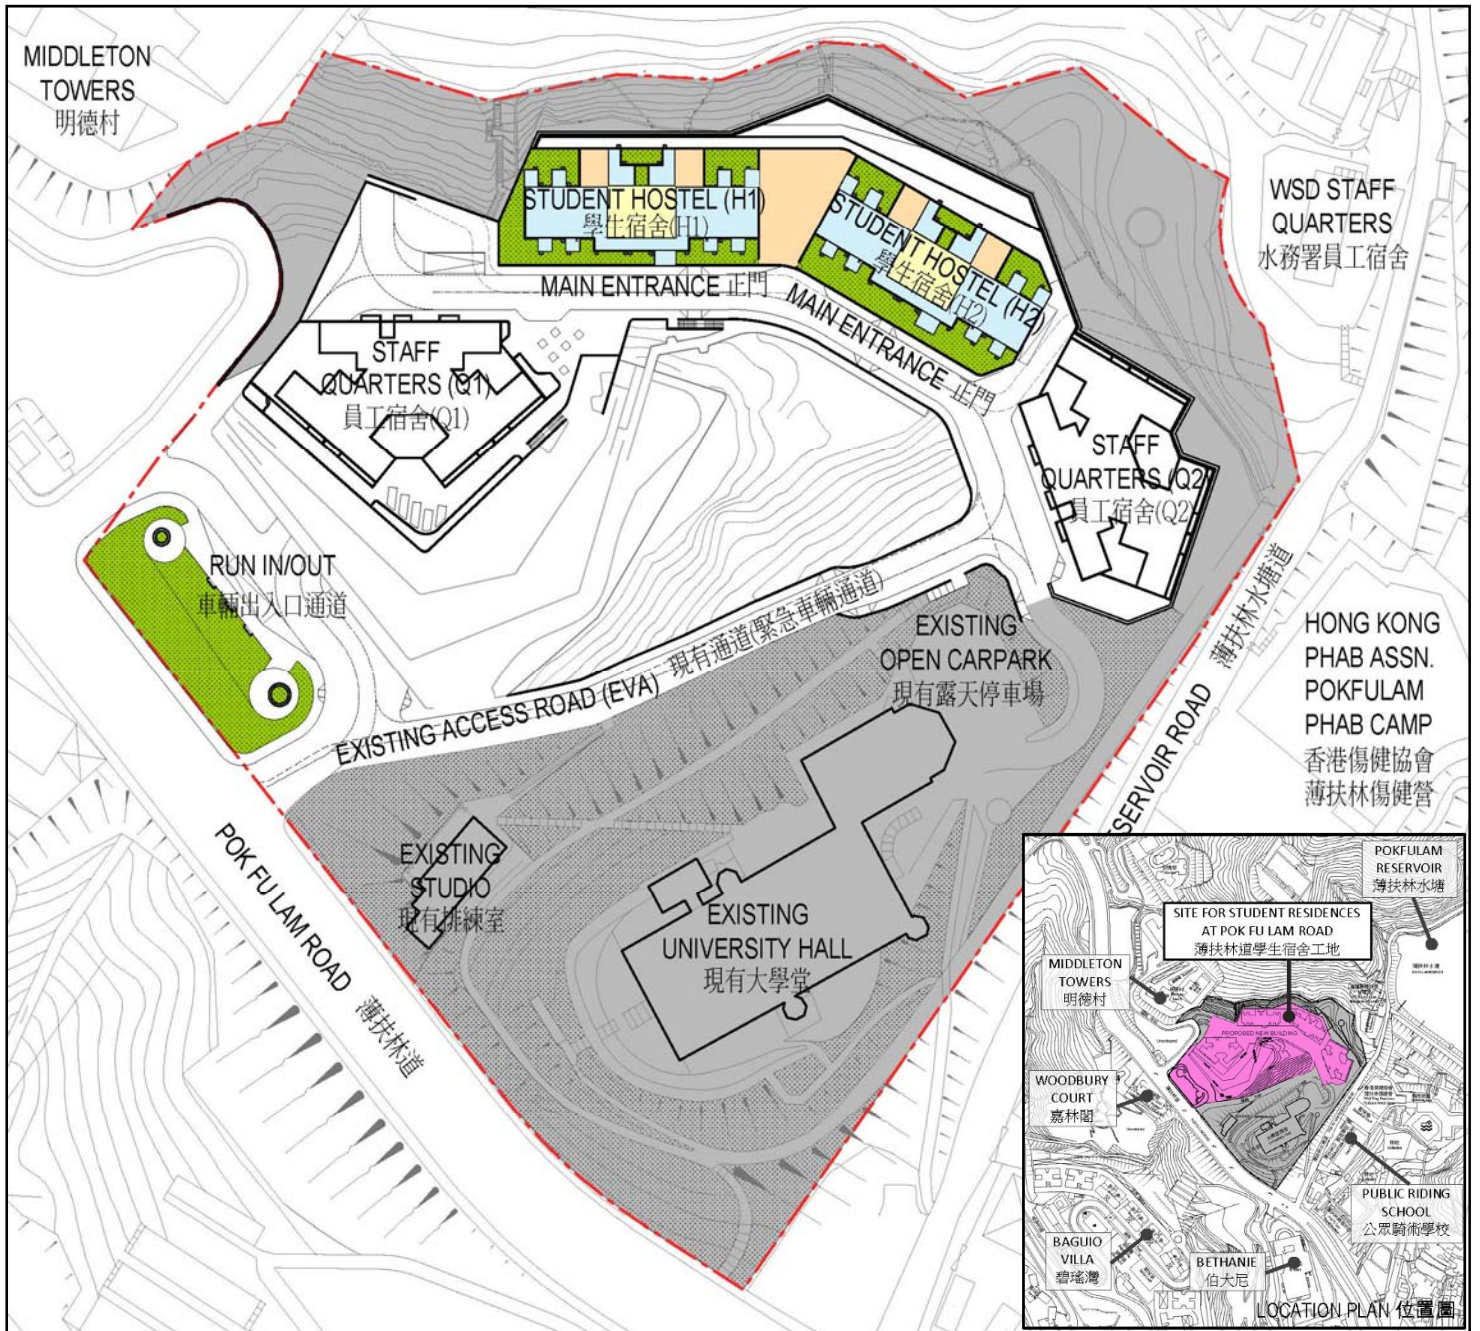 MIDDLETON
TOWERS
明德村
STUDENT HOSTEL (H1)
學生宿舍(H1)
STUDENT HOSTEL (H2)
學生宿舍(H2)
WSD STAFF
QUARTERS
水務署員工宿舍
MAIN ENTRANCE 正門
MAIN ENTRANCE 正門
STAFF
QUARTERS (Q1)
員工宿舍(Q1)
STAFF
QUARTERS (Q2)
員工宿舍(Q2)
RUN IN/OUT
車輛出入口通道
EXISTING ACCESS ROAD (EVA) 現有通道(緊急車輛通道)
EXISTING
OPEN CARPARK
現有露天停車場
SERVOIR ROAD 薄扶林水塘道
HONG KONG
PHAB ASSN.
POKFULAM
PHAB CAMP
香港傷健協會
薄扶林傷健營
POK FU LAM ROAD 薄扶林道
EXISTING
STUDIO
現有排練室
EXISTING
UNIVERSITY HALL
現有大學堂
POKFULAM
RESERVOIR
薄扶林水塘
SITE FOR STUDENT RESIDENCES
AT POK FU LAM ROAD
薄扶林道學生宿舍工地
MIDDLETON
TOWERS
明德村
PROPOSED NEW BUILDING
WOODBURY
COURT
嘉林閣
PUBLIC RIDING
SCHOOL
公眾騎術學校
BAGUIO
VILLA
碧瑤灣
BETHANIE
伯大尼
LOCATION PLAN 位置圖